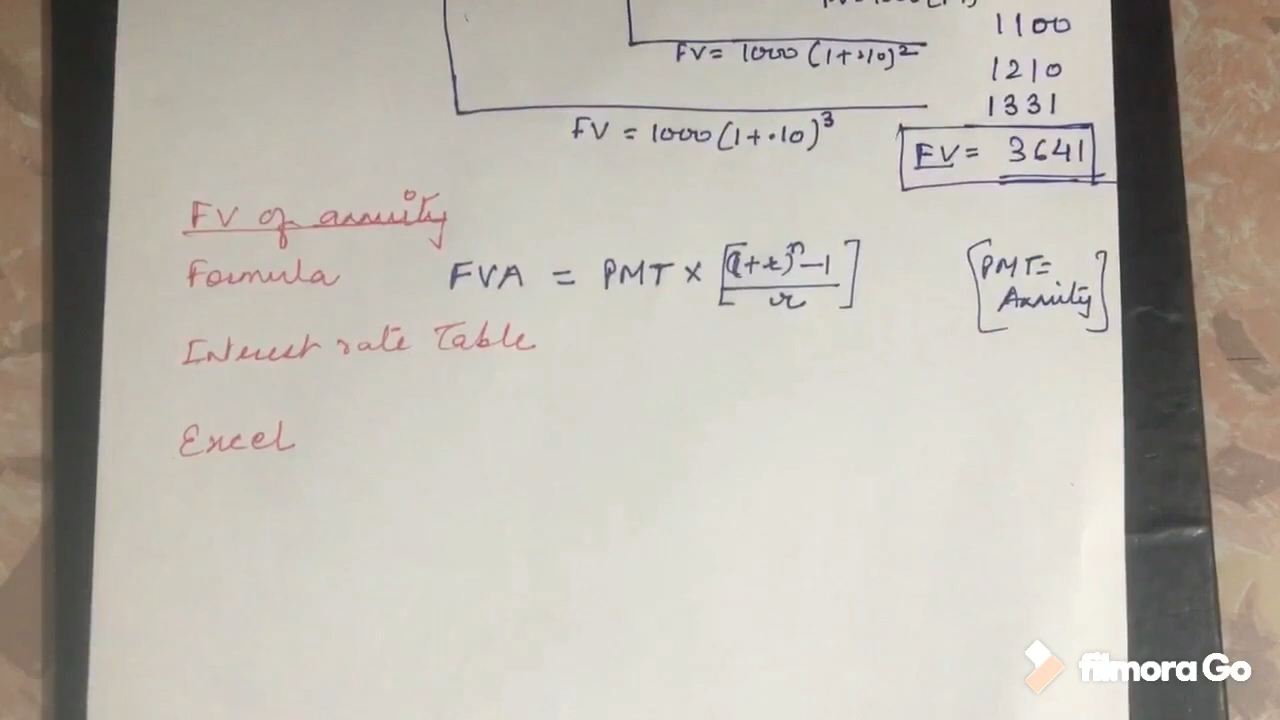 1100
FV = 1000 (1+.10)²
1210
1331
FV = 1000 (1+.10)³
FV = 3641
FV of annuity
Formula FVA = PMT × [(1+r)ⁿ-1 / r] [PMT = Annuity]
Interest rate Table
Excel
filmora Go